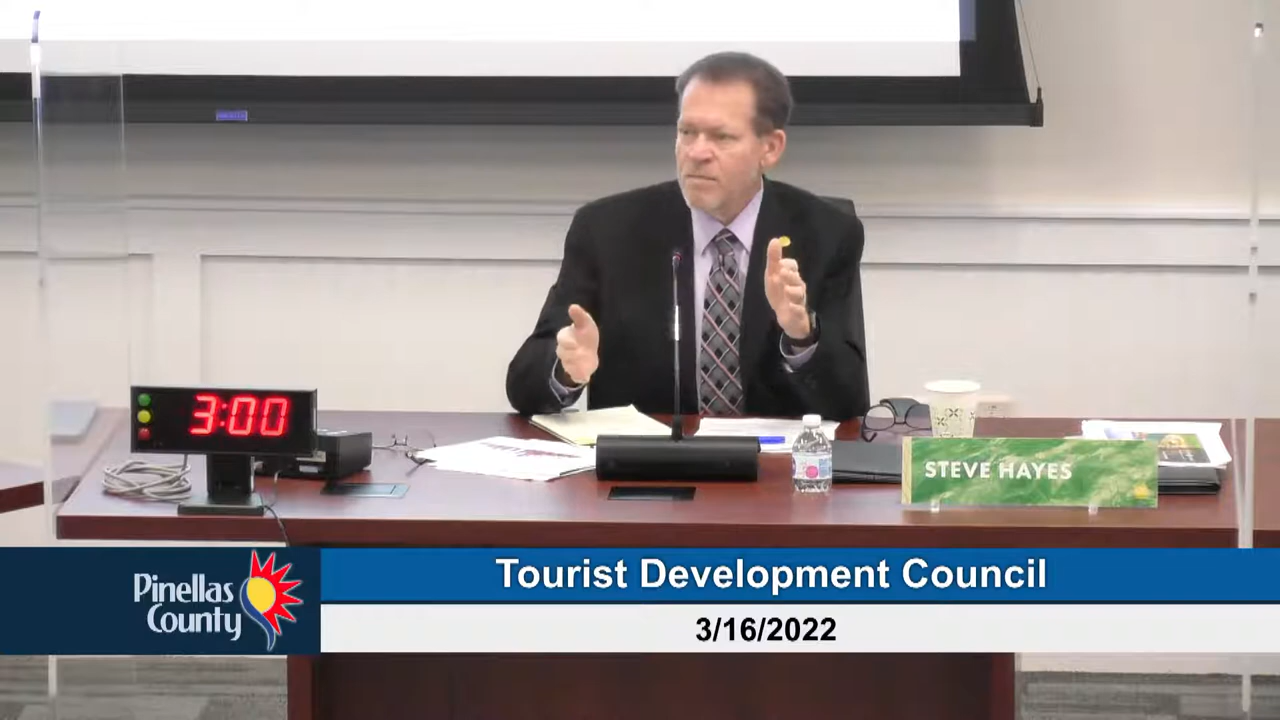 3:00
STEVE HAYES
Pinellas
County
Tourist Development Council
3/16/2022